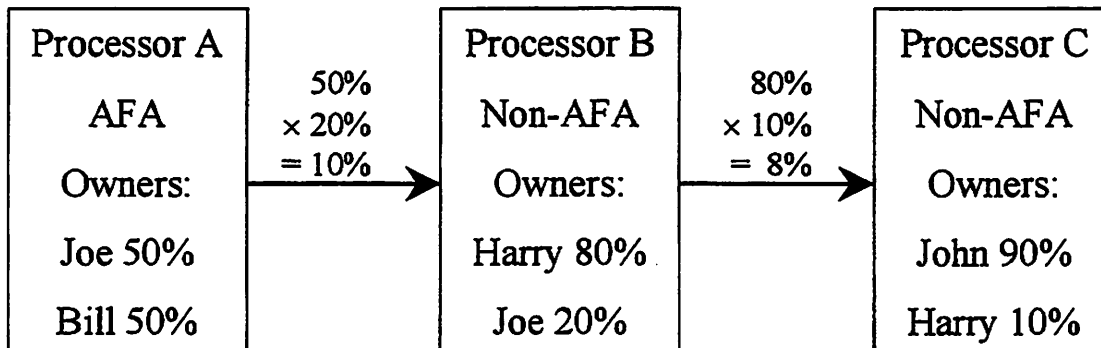 Processor A
AFA
Owners:
Joe 50%
Bill 50%
50%
× 20%
= 10%
Processor B
Non-AFA
Owners:
Harry 80%
Joe 20%
80%
× 10%
= 8%
Processor C
Non-AFA
Owners:
John 90%
Harry 10%